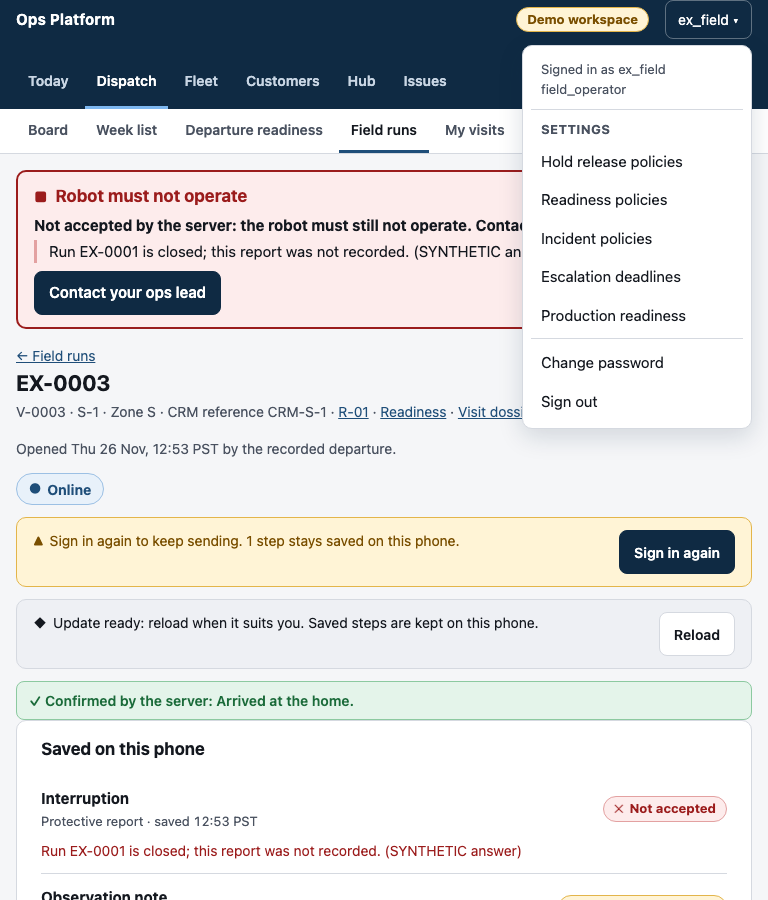 Ops Platform
Demo workspace
ex_field ▾
Signed in as ex_field
field_operator
SETTINGS
Hold release policies
Readiness policies
Incident policies
Escalation deadlines
Production readiness
Change password
Sign out
Today Dispatch Fleet Customers Hub Issues
Board Week list Departure readiness Field runs My visits
Robot must not operate
Not accepted by the server: the robot must still not operate.
Run EX-0001 is closed; this report was not recorded. (SYNTHETIC
Contact your ops lead
← Field runs
EX-0003
V-0003 · S-1 · Zone S · CRM reference CRM-S-1 · R-01 · Readiness · Visit
Opened Thu 26 Nov, 12:53 PST by the recorded departure.
Online
Sign in again to keep sending. 1 step stays saved on this phone.
Sign in again
Update ready: reload when it suits you. Saved steps are kept on this phone.
Reload
✓ Confirmed by the server: Arrived at the home.
Saved on this phone
Interruption
Protective report · saved 12:53 PST
✕ Not accepted
Run EX-0001 is closed; this report was not recorded. (SYNTHETIC answer)
Observation note